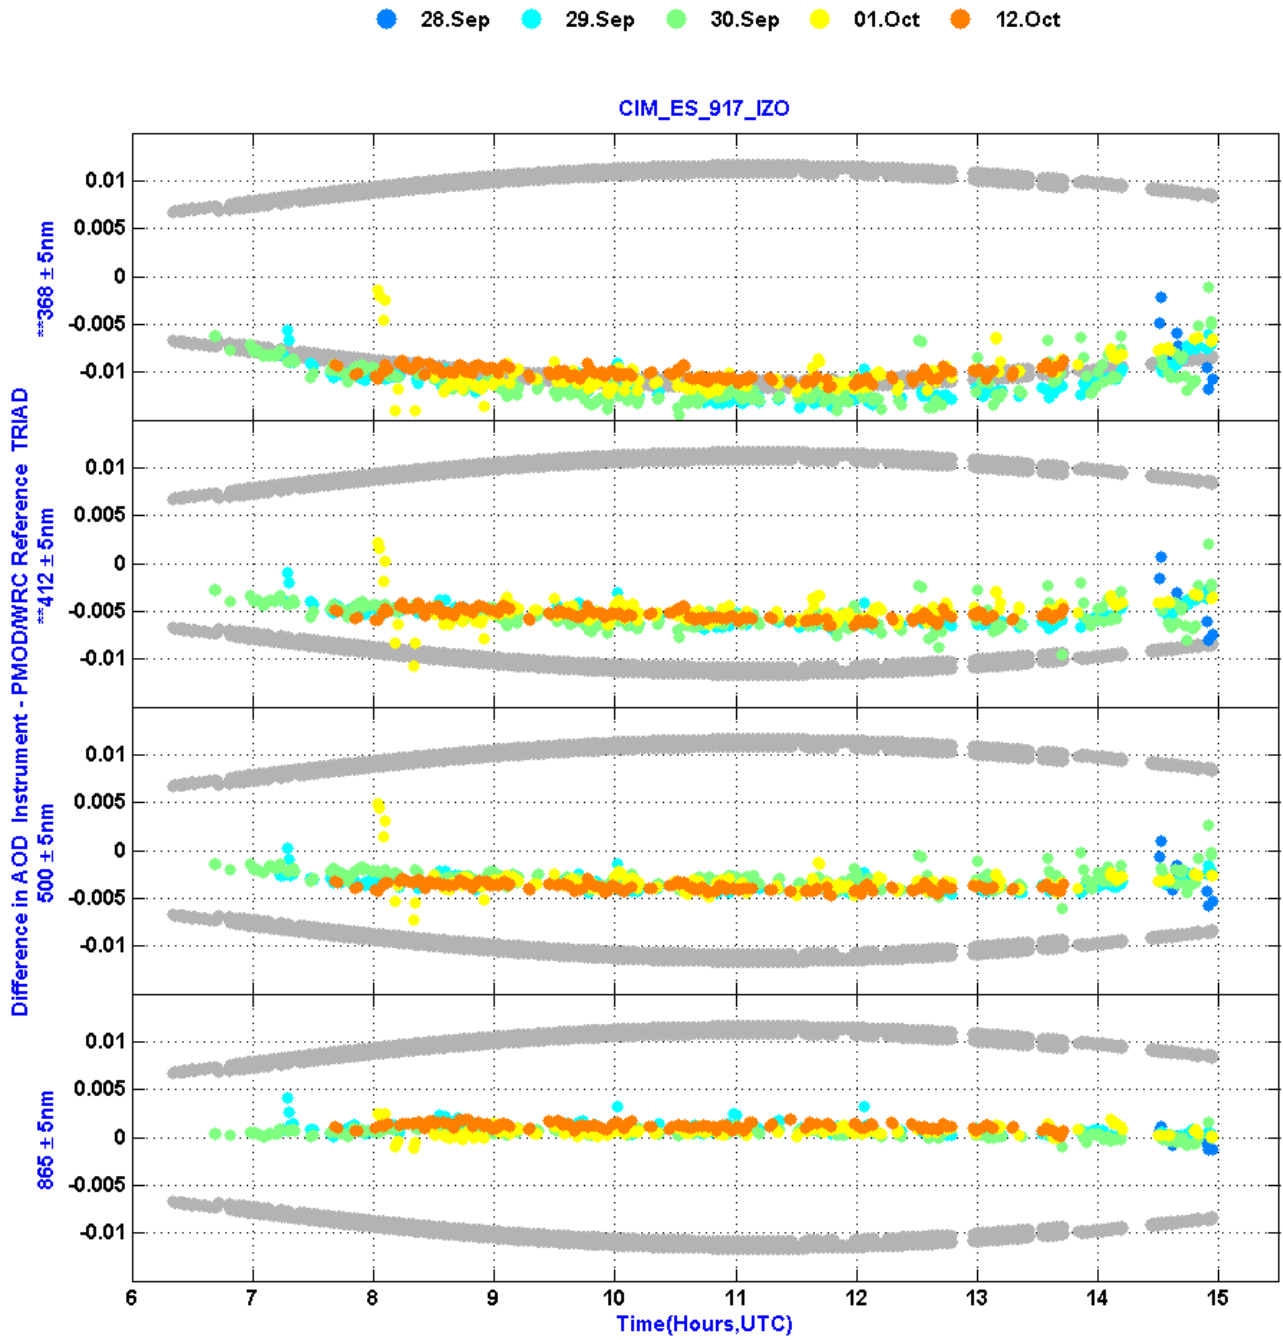 28.Sep 29.Sep 30.Sep 01.Oct 12.Oct
CIM_ES_917_IZO
Difference in AOD Instrument - PMOD/WRC Reference TRIAD
**368 ± 5nm
0.01
0.005
0
-0.005
-0.01
**412 ± 5nm
0.01
0.005
0
-0.005
-0.01
500 ± 5nm
0.01
0.005
0
-0.005
-0.01
865 ± 5nm
0.01
0.005
0
-0.005
-0.01
6 7 8 9 10 11 12 13 14 15
Time(Hours,UTC)